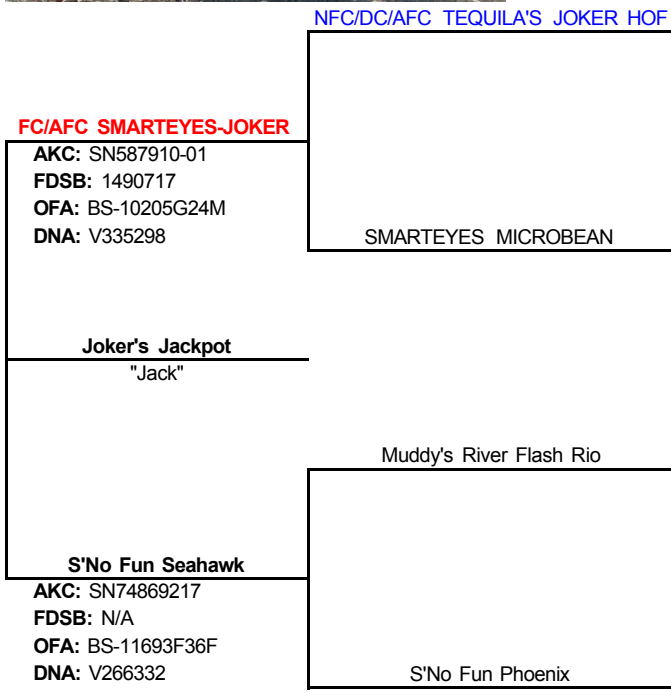 NFC/DC/AFC TEQUILA'S JOKER HOF
FC/AFC SMARTEYES-JOKER
AKC: SN587910-01
FDSB: 1490717
OFA: BS-10205G24M
DNA: V335298
SMARTEYES MICROBEAN
Joker's Jackpot
"Jack"
Muddy's River Flash Rio
S'No Fun Seahawk
AKC: SN74869217
FDSB: N/A
OFA: BS-11693F36F
DNA: V266332
S'No Fun Phoenix